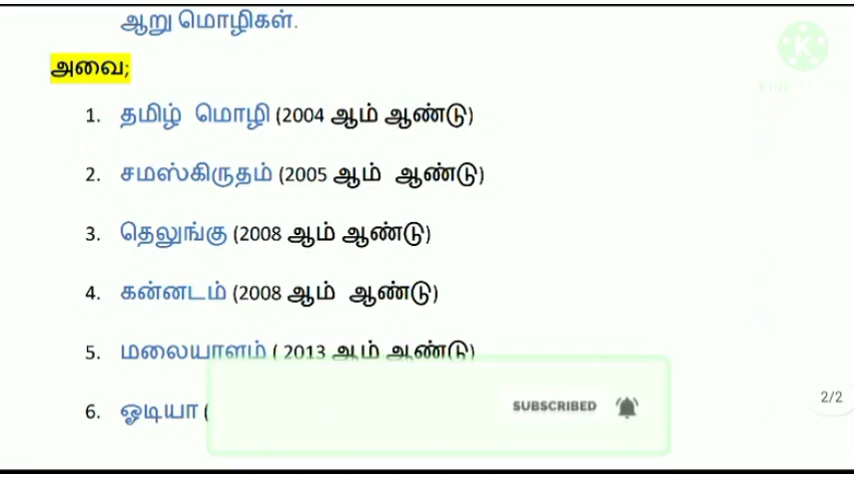 ஆறு மொழிகள்.
அவை;
1. தமிழ் மொழி (2004 ஆம் ஆண்டு)
2. சமஸ்கிருதம் (2005 ஆம் ஆண்டு)
3. தெலுங்கு (2008 ஆம் ஆண்டு)
4. கன்னடம் (2008 ஆம் ஆண்டு)
5. மலையாளம் ( 2013 ஆம் ஆண்டு)
6. ஓடியா (
SUBSCRIBED
2/2
K